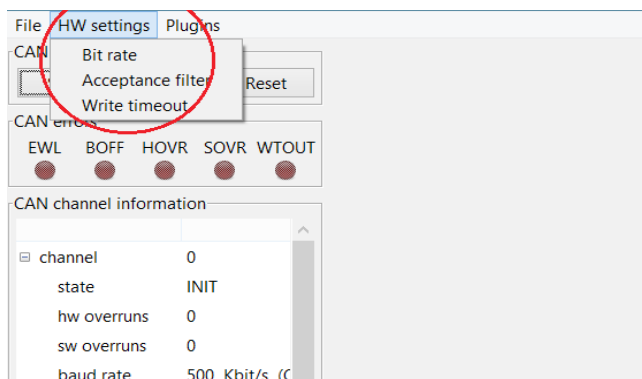 File HW settings Plugins
CAN
Bit rate
Acceptance filter Reset
Write timeout
CAN errors
EWL BOFF HOVR SOVR WTOUT
CAN channel information
channel 0
state INIT
hw overruns 0
sw overruns 0
baud rate 500 Kbit/s (C